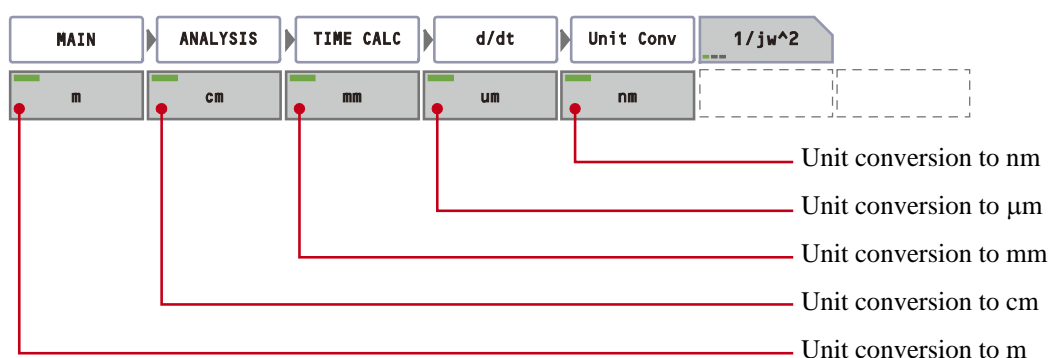 MAIN ANALYSIS TIME CALC d/dt Unit Conv 1/jw^2
m cm mm um nm
Unit conversion to nm
Unit conversion to μm
Unit conversion to mm
Unit conversion to cm
Unit conversion to m